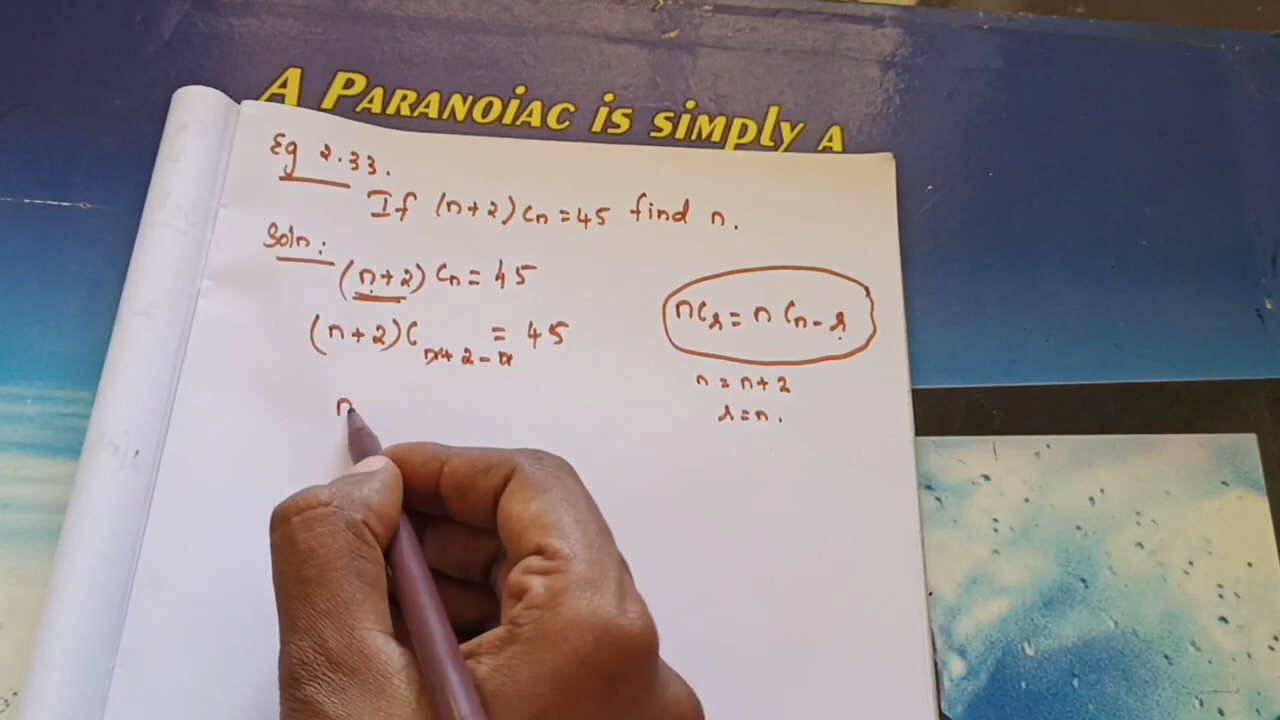 A PARANOiAC is simply A
Eg 2.33.
If (n+2)Cn=45 find n.
Soln:
(n+2)Cn=45
(n+2)C n+2-n = 45
n
nCr=nCn-r
n=n+2
r=n.